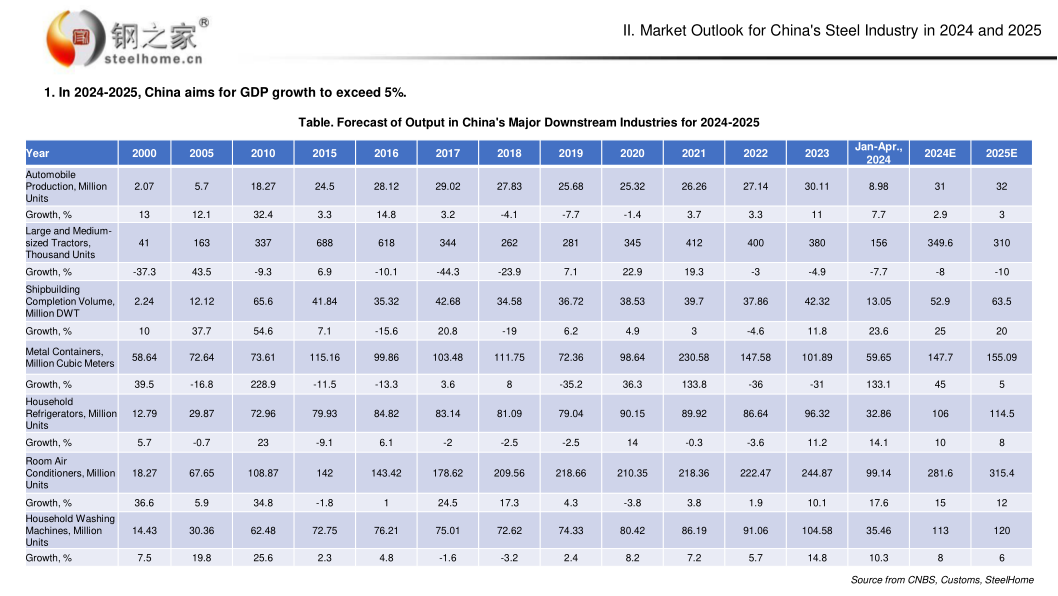 钢之家®
steelhome.cn
II. Market Outlook for China's Steel Industry in 2024 and 2025
1. In 2024-2025, China aims for GDP growth to exceed 5%.
Table. Forecast of Output in China's Major Downstream Industries for 2024-2025
Year 2000 2005 2010 2015 2016 2017 2018 2019 2020 2021 2022 2023 Jan-Apr., 2024 2024E 2025E
Automobile Production, Million Units 2.07 5.7 18.27 24.5 28.12 29.02 27.83 25.68 25.32 26.26 27.14 30.11 8.98 31 32
Growth, % 13 12.1 32.4 3.3 14.8 3.2 -4.1 -7.7 -1.4 3.7 3.3 11 7.7 2.9 3
Large and Medium-sized Tractors, Thousand Units 41 163 337 688 618 344 262 281 345 412 400 380 156 349.6 310
Growth, % -37.3 43.5 -9.3 6.9 -10.1 -44.3 -23.9 7.1 22.9 19.3 -3 -4.9 -7.7 -8 -10
Shipbuilding Completion Volume, Million DWT 2.24 12.12 65.6 41.84 35.32 42.68 34.58 36.72 38.53 39.7 37.86 42.32 13.05 52.9 63.5
Growth, % 10 37.7 54.6 7.1 -15.6 20.8 -19 6.2 4.9 3 -4.6 11.8 23.6 25 20
Metal Containers, Million Cubic Meters 58.64 72.64 73.61 115.16 99.86 103.48 111.75 72.36 98.64 230.58 147.58 101.89 59.65 147.7 155.09
Growth, % 39.5 -16.8 228.9 -11.5 -13.3 3.6 8 -35.2 36.3 133.8 -36 -31 133.1 45 5
Household Refrigerators, Million Units 12.79 29.87 72.96 79.93 84.82 83.14 81.09 79.04 90.15 89.92 86.64 96.32 32.86 106 114.5
Growth, % 5.7 -0.7 23 -9.1 6.1 -2 -2.5 -2.5 14 -0.3 -3.6 11.2 14.1 10 8
Room Air Conditioners, Million Units 18.27 67.65 108.87 142 143.42 178.62 209.56 218.66 210.35 218.36 222.47 244.87 99.14 281.6 315.4
Growth, % 36.6 5.9 34.8 -1.8 1 24.5 17.3 4.3 -3.8 3.8 1.9 10.1 17.6 15 12
Household Washing Machines, Million Units 14.43 30.36 62.48 72.75 76.21 75.01 72.62 74.33 80.42 86.19 91.06 104.58 35.46 113 120
Growth, % 7.5 19.8 25.6 2.3 4.8 -1.6 -3.2 2.4 8.2 7.2 5.7 14.8 10.3 8 6
Source from CNBS, Customs, SteelHome